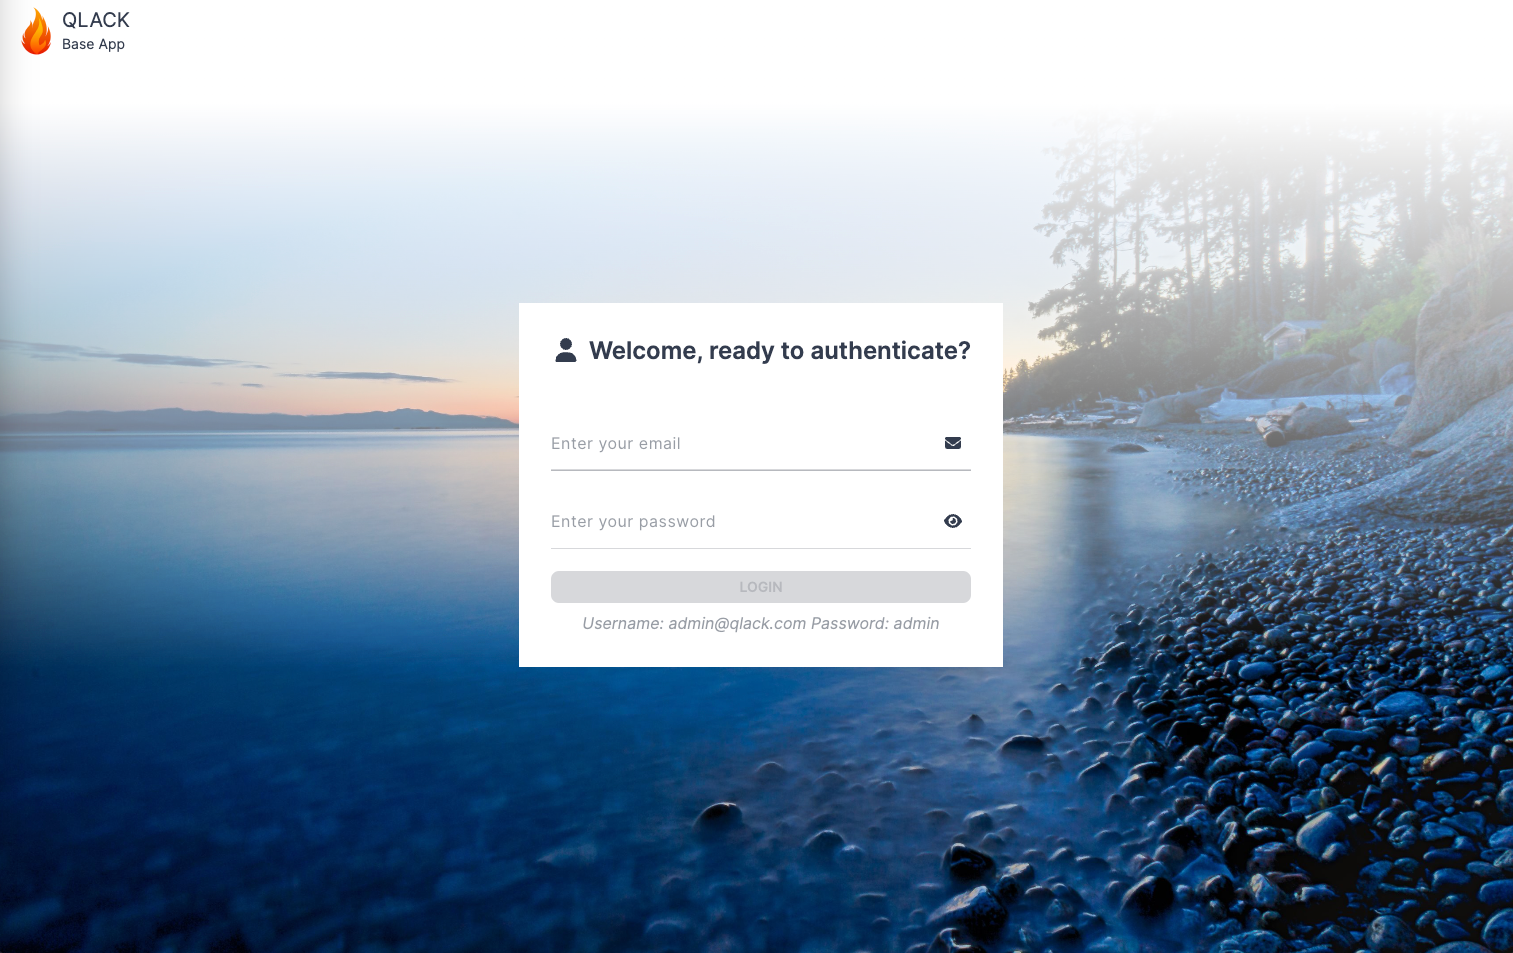 QLACK
Base App
Welcome, ready to authenticate?
Enter your email
Enter your password
LOGIN
Username: admin@qlack.com Password: admin